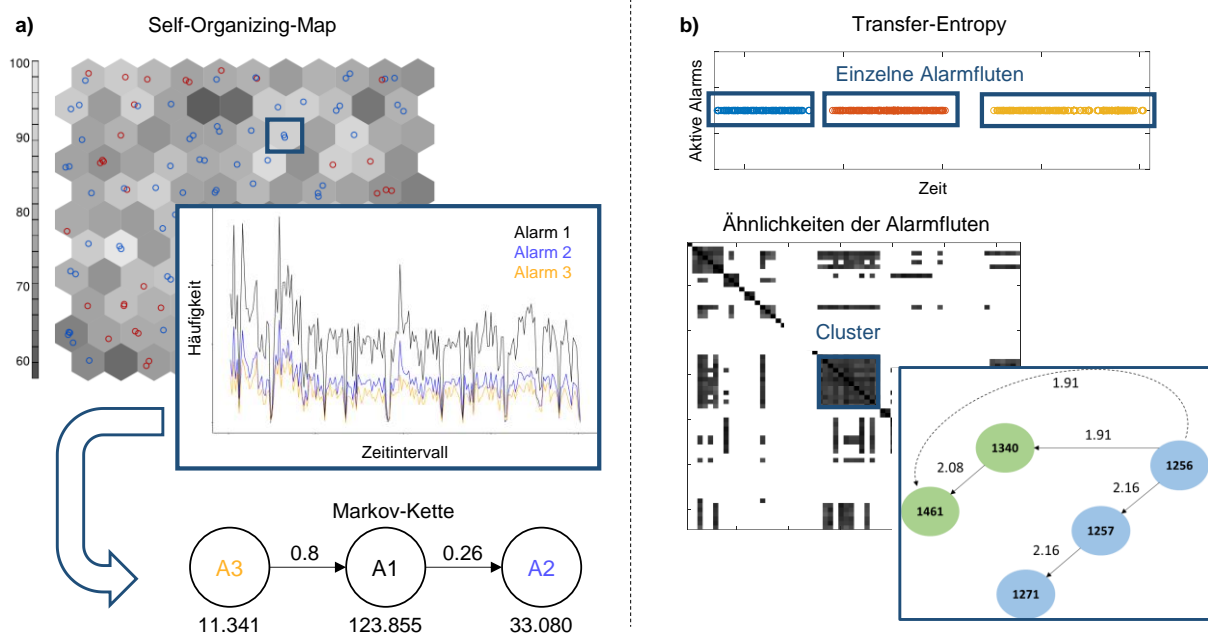 a)
Self-Organizing-Map
100
90
80
70
60
Alarm 1
Alarm 2
Alarm 3
Häufigkeit
Zeitintervall
Markov-Kette
A3
0.8
A1
0.26
A2
11.341
123.855
33.080
b)
Transfer-Entropy
Einzelne Alarmfluten
Aktive Alarms
Zeit
Ähnlichkeiten der Alarmfluten
Cluster
1.91
1340
1.91
1256
2.08
2.16
1461
1257
2.16
1271